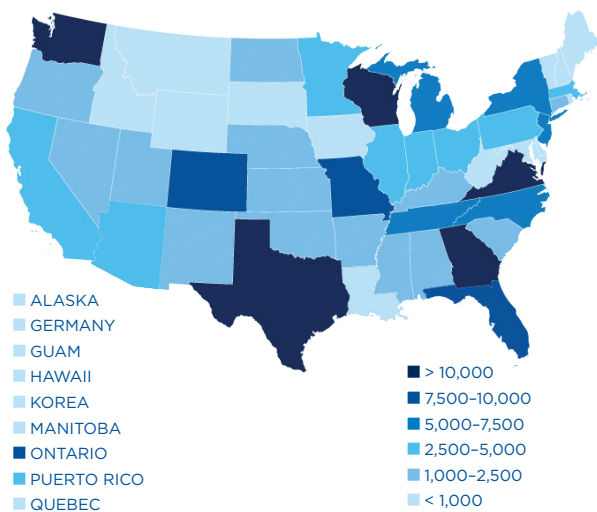 ALASKA
GERMANY
GUAM
HAWAII
KOREA
MANITOBA
ONTARIO
PUERTO RICO
QUEBEC
> 10,000
7,500–10,000
5,000–7,500
2,500–5,000
1,000–2,500
< 1,000